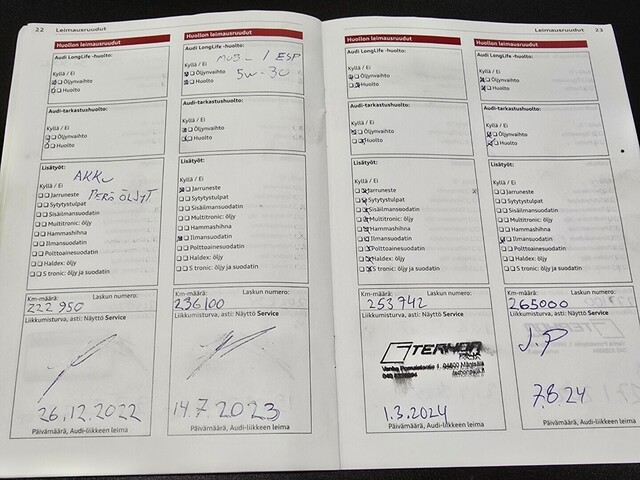 22
Leimausruudut
Huollon leimausruudut
Audi LongLife -huolto:
Kyllä / Ei
Öljynvaihto
Huolto
Audi-tarkastushuolto:
Kyllä / Ei
Öljynvaihto
Huolto
Lisätyöt:
AKKU
Kyllä / Ei
PERÄ ÖLJYT
Jarruneste
Sytytystulpat
Sisäilmansuodatin
Multitronic: öljy
Hammashihna
Ilmansuodatin
Polttoainesuodatin
Haldex: öljy
S tronic: öljy ja suodatin
Km-määrä: Laskun numero:
222 950
Liikkumisturva, asti: Näyttö Service
26.12.2022
Päivämäärä, Audi-liikkeen leima
Huollon leimausruudut
Audi LongLife -huolto:
1 ESP
Kyllä / Ei
5W-30
Öljynvaihto
Huolto
Audi-tarkastushuolto:
Kyllä / Ei
Öljynvaihto
Huolto
Lisätyöt:
Kyllä / Ei
Jarruneste
Sytytystulpat
Sisäilmansuodatin
Multitronic: öljy
Hammashihna
Ilmansuodatin
Polttoainesuodatin
Haldex: öljy
S tronic: öljy ja suodatin
Km-määrä: Laskun numero:
236100
Liikkumisturva, asti: Näyttö Service
14.7.2023
Päivämäärä, Audi-liikkeen leima
Leimausruudut
23
Huollon leimausruudut
Audi LongLife -huolto:
Kyllä / Ei
Öljynvaihto
Huolto
Audi-tarkastushuolto:
Kyllä / Ei
Öljynvaihto
Huolto
Lisätyöt:
Kyllä / Ei
Jarruneste
Sytytystulpat
Sisäilmansuodatin
Multitronic: öljy
Hammashihna
Ilmansuodatin
Polttoainesuodatin
Haldex: öljy
S tronic: öljy ja suodatin
Km-määrä: Laskun numero:
253742
Liikkumisturva, asti: Näyttö Service
1.3.2024
Päivämäärä, Audi-liikkeen leima
Huollon leimausruudut
Audi LongLife -huolto:
Kyllä / Ei
Öljynvaihto
Huolto
Audi-tarkastushuolto:
Kyllä / Ei
Öljynvaihto
Huolto
Lisätyöt:
Kyllä / Ei
Jarruneste
Sytytystulpat
Sisäilmansuodatin
Multitronic: öljy
Hammashihna
Ilmansuodatin
Polttoainesuodatin
Haldex: öljy
S tronic: öljy ja suodatin
Km-määrä: Laskun numero:
265000
Liikkumisturva, asti: Näyttö Service
J.P
7.8.24
Päivämäärä, Audi-liikkeen leima